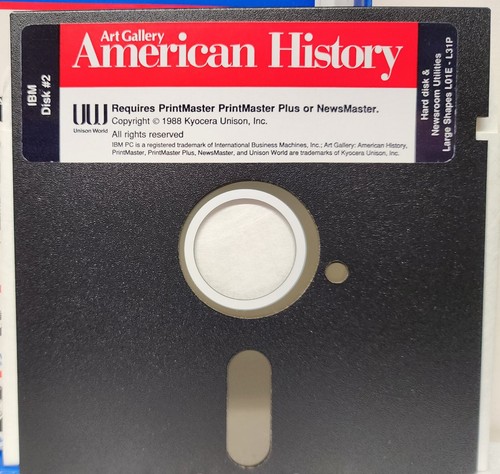 Art Gallery
American History
IBM
Disk #2
UW
Unison World
Requires PrintMaster PrintMaster Plus or NewsMaster.
Copyright © 1988 Kyocera Unison, Inc.
All rights reserved
IBM PC is a registered trademark of International Business Machines, Inc.; Art Gallery: American History,
PrintMaster, PrintMaster Plus, NewsMaster, and Unison World are trademarks of Kyocera Unison, Inc.
Hard disk &
Newsroom Utilities
Large Shapes L01E - L31P